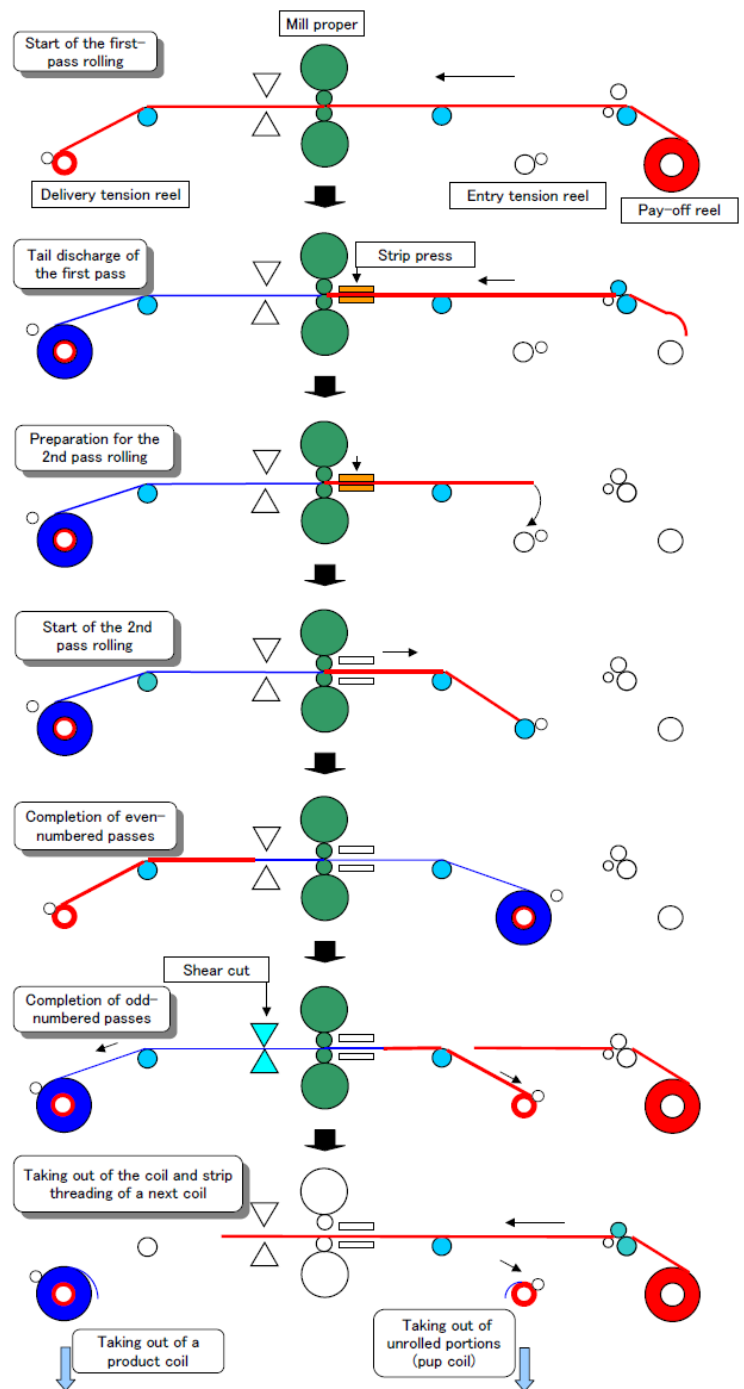 Mill proper
Start of the first-
pass rolling
Delivery tension reel
Entry tension reel
Pay-off reel
Tail discharge of
the first pass
Strip press
Preparation for the
2nd pass rolling
Start of the 2nd
pass rolling
Completion of even-
numbered passes
Shear cut
Completion of odd-
numbered passes
Taking out of the coil and strip
threading of a next coil
Taking out of a
product coil
Taking out of
unrolled portions
(pup coil)